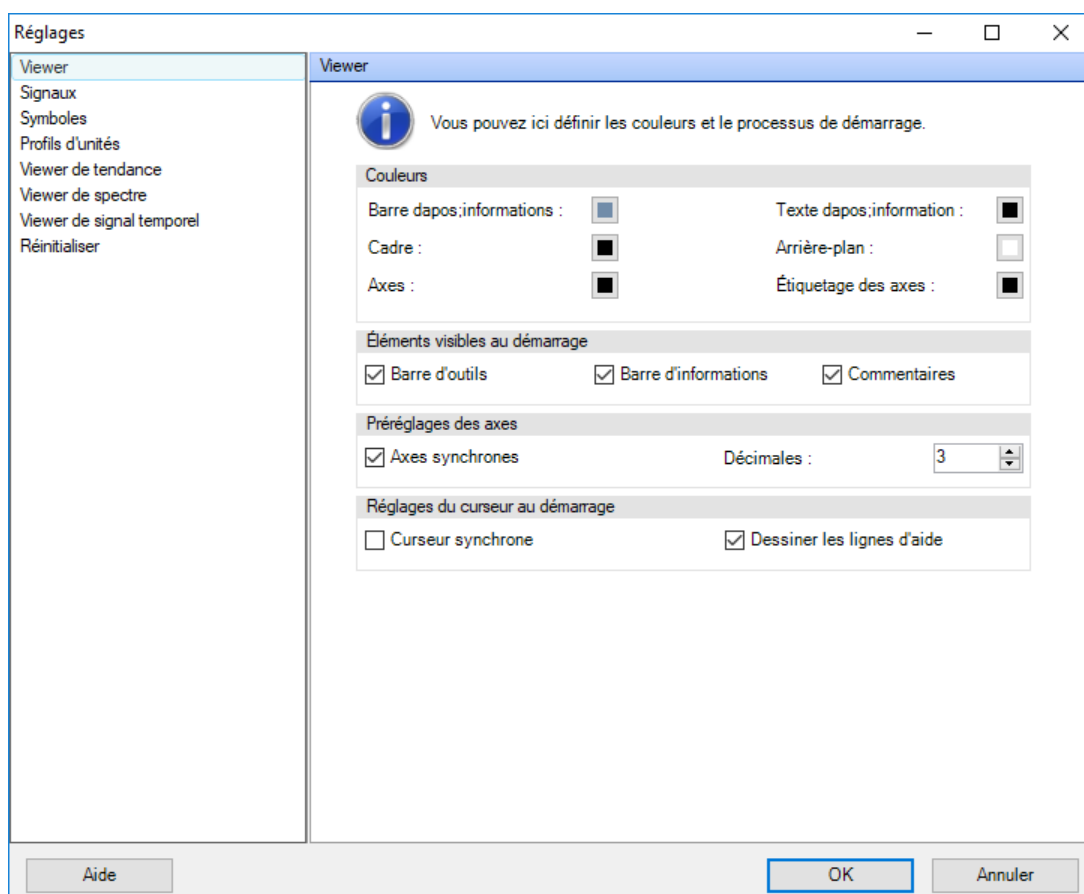 Réglages
Viewer
Signaux
Symboles
Profils d'unités
Viewer de tendance
Viewer de spectre
Viewer de signal temporel
Réinitialiser
Viewer
Vous pouvez ici définir les couleurs et le processus de démarrage.
Couleurs
Barre dapos;informations :
Texte dapos;information :
Cadre :
Arrière-plan :
Axes :
Étiquetage des axes :
Éléments visibles au démarrage
Barre d'outils
Barre d'informations
Commentaires
Préréglages des axes
Axes synchrones
Décimales :
3
Réglages du curseur au démarrage
Curseur synchrone
Dessiner les lignes d'aide
Aide
OK
Annuler